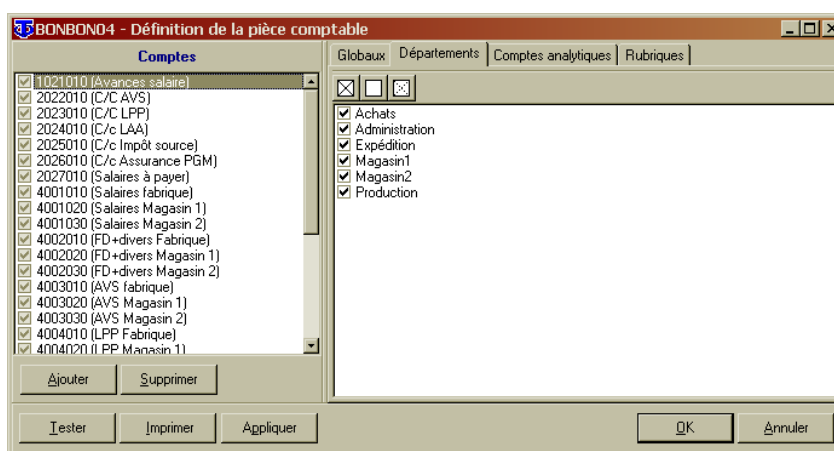 BONBON04 - Définition de la pièce comptable
Comptes
1021010 (Avances salaire)
2022010 (C/C AVS)
2023010 (C/C LPP)
2024010 (C/c LAA)
2025010 (C/c Impôt source)
2026010 (C/c Assurance PGM)
2027010 (Salaires à payer)
4001010 (Salaires fabrique)
4001020 (Salaires Magasin 1)
4001030 (Salaires Magasin 2)
4002010 (FD+divers Fabrique)
4002020 (FD+divers Magasin 1)
4002030 (FD+divers Magasin 2)
4003010 (AVS fabrique)
4003020 (AVS Magasin 1)
4003030 (AVS Magasin 2)
4004010 (LPP Fabrique)
4004020 (LPP Magasin 1)
Ajouter Supprimer
Globaux Départements Comptes analytiques Rubriques
Achats
Administration
Expédition
Magasin1
Magasin2
Production
Tester Imprimer Appliquer OK Annuler